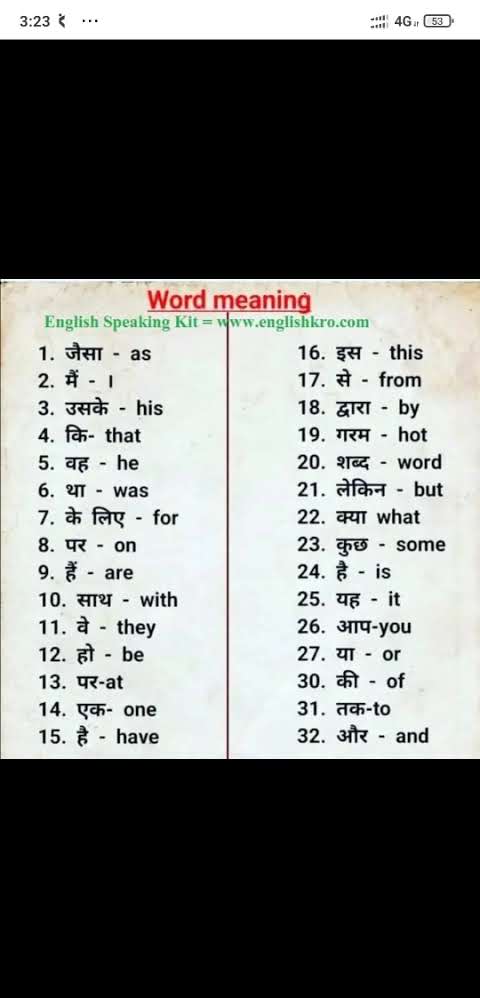 3:23 ...
4G 53
Word meaning
English Speaking Kit = www.englishkro.com
1. जैसा - as
2. मैं - I
3. उसके - his
4. कि- that
5. वह - he
6. था - was
7. के लिए - for
8. पर - on
9. हैं - are
10. साथ - with
11. वे - they
12. हो - be
13. पर-at
14. एक- one
15. है - have
16. इस - this
17. से - from
18. द्वारा - by
19. गरम - hot
20. शब्द - word
21. लेकिन - but
22. क्या what
23. कुछ - some
24. है - is
25. यह - it
26. आप-you
27. या - or
30. की - of
31. तक-to
32. और - and